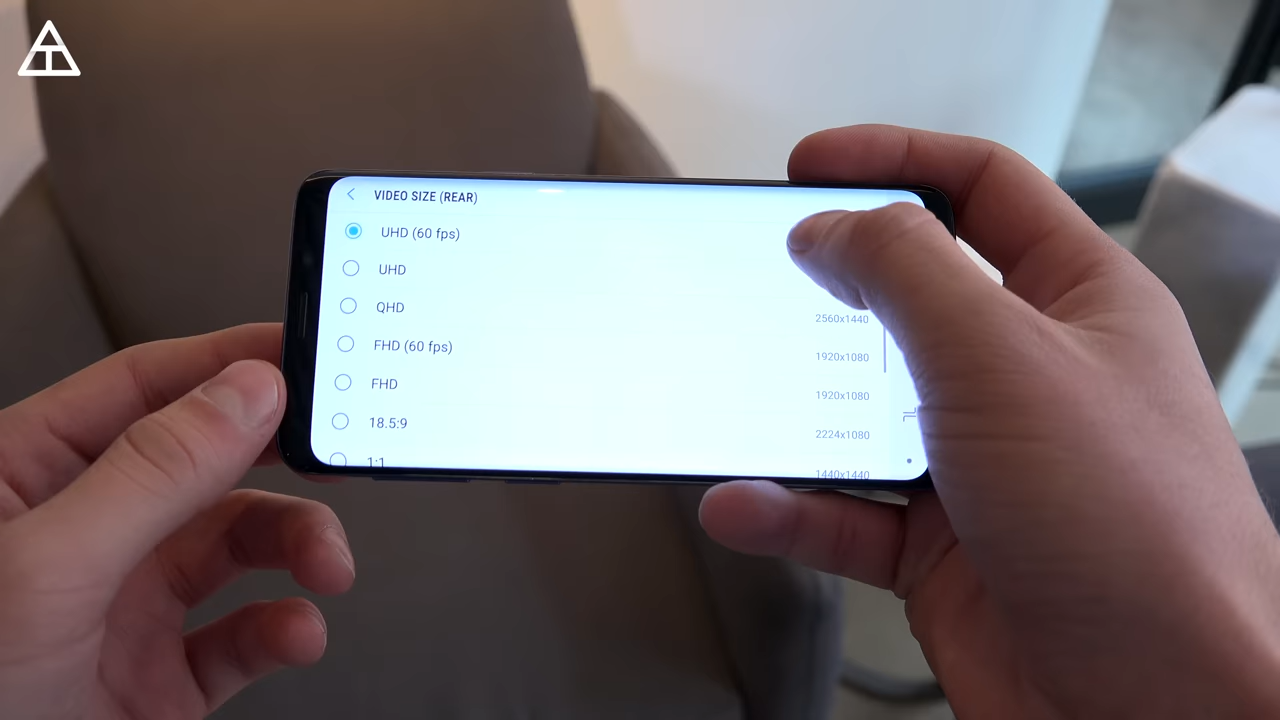 VIDEO SIZE (REAR)
UHD (60 fps)
UHD
QHD 2560x1440
FHD (60 fps) 1920x1080
FHD 1920x1080
18.5:9 2224x1080
1:1 1440x1440